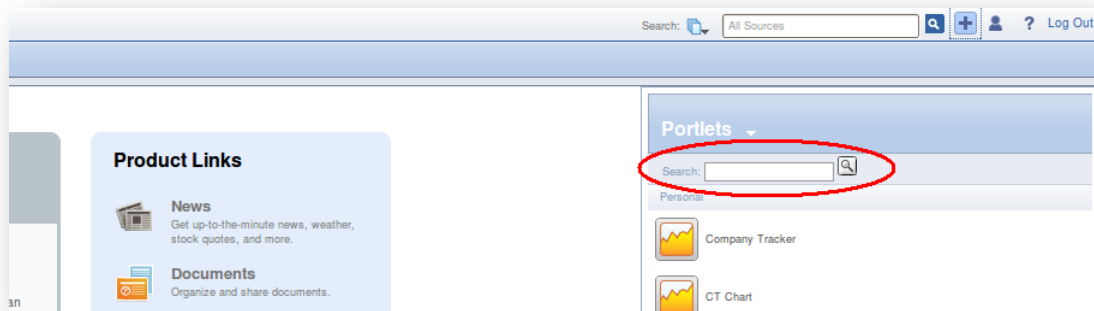 Search: All Sources ? Log Out
Product Links
News
Get up-to-the-minute news, weather,
stock quotes, and more.
Documents
Organize and share documents.
an
Portlets
Search:
Personal
Company Tracker
CT Chart